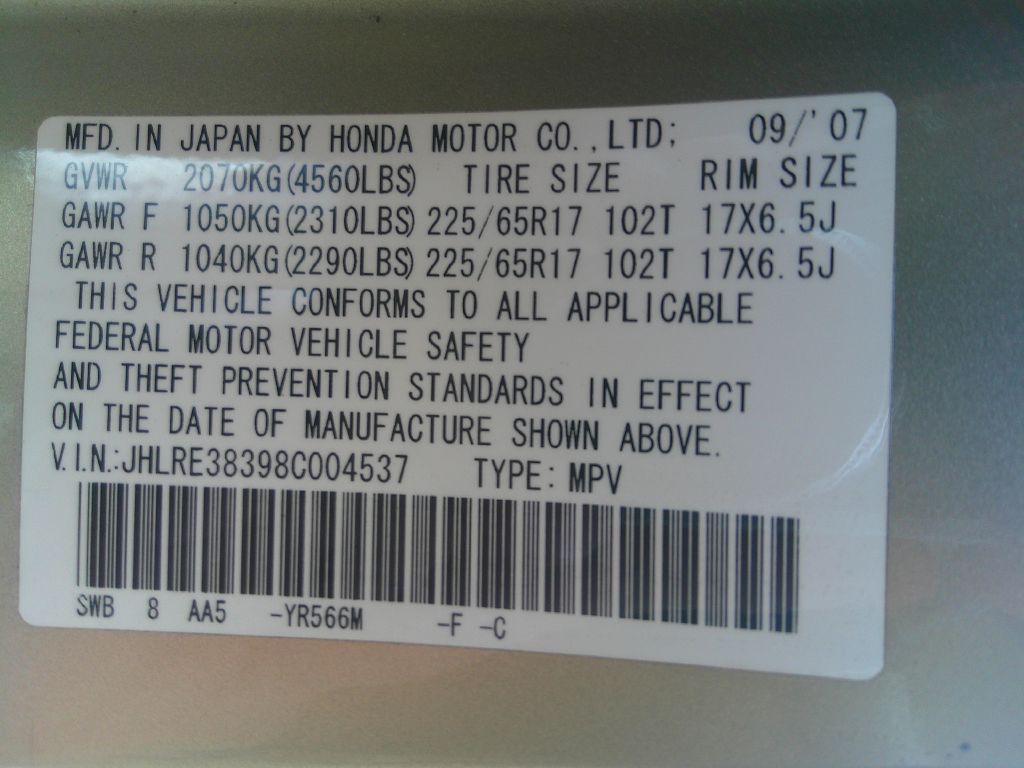 MFD. IN JAPAN BY HONDA MOTOR CO.,LTD; 09/'07
GVWR 2070KG(4560LBS) TIRE SIZE RIM SIZE
GAWR F 1050KG(2310LBS) 225/65R17 102T 17X6.5J
GAWR R 1040KG(2290LBS) 225/65R17 102T 17X6.5J
THIS VEHICLE CONFORMS TO ALL APPLICABLE
FEDERAL MOTOR VEHICLE SAFETY
AND THEFT PREVENTION STANDARDS IN EFFECT
ON THE DATE OF MANUFACTURE SHOWN ABOVE.
V.I.N.:JHLRE38398C004537 TYPE: MPV
SWB 8 AA5 -YR566M -F -C